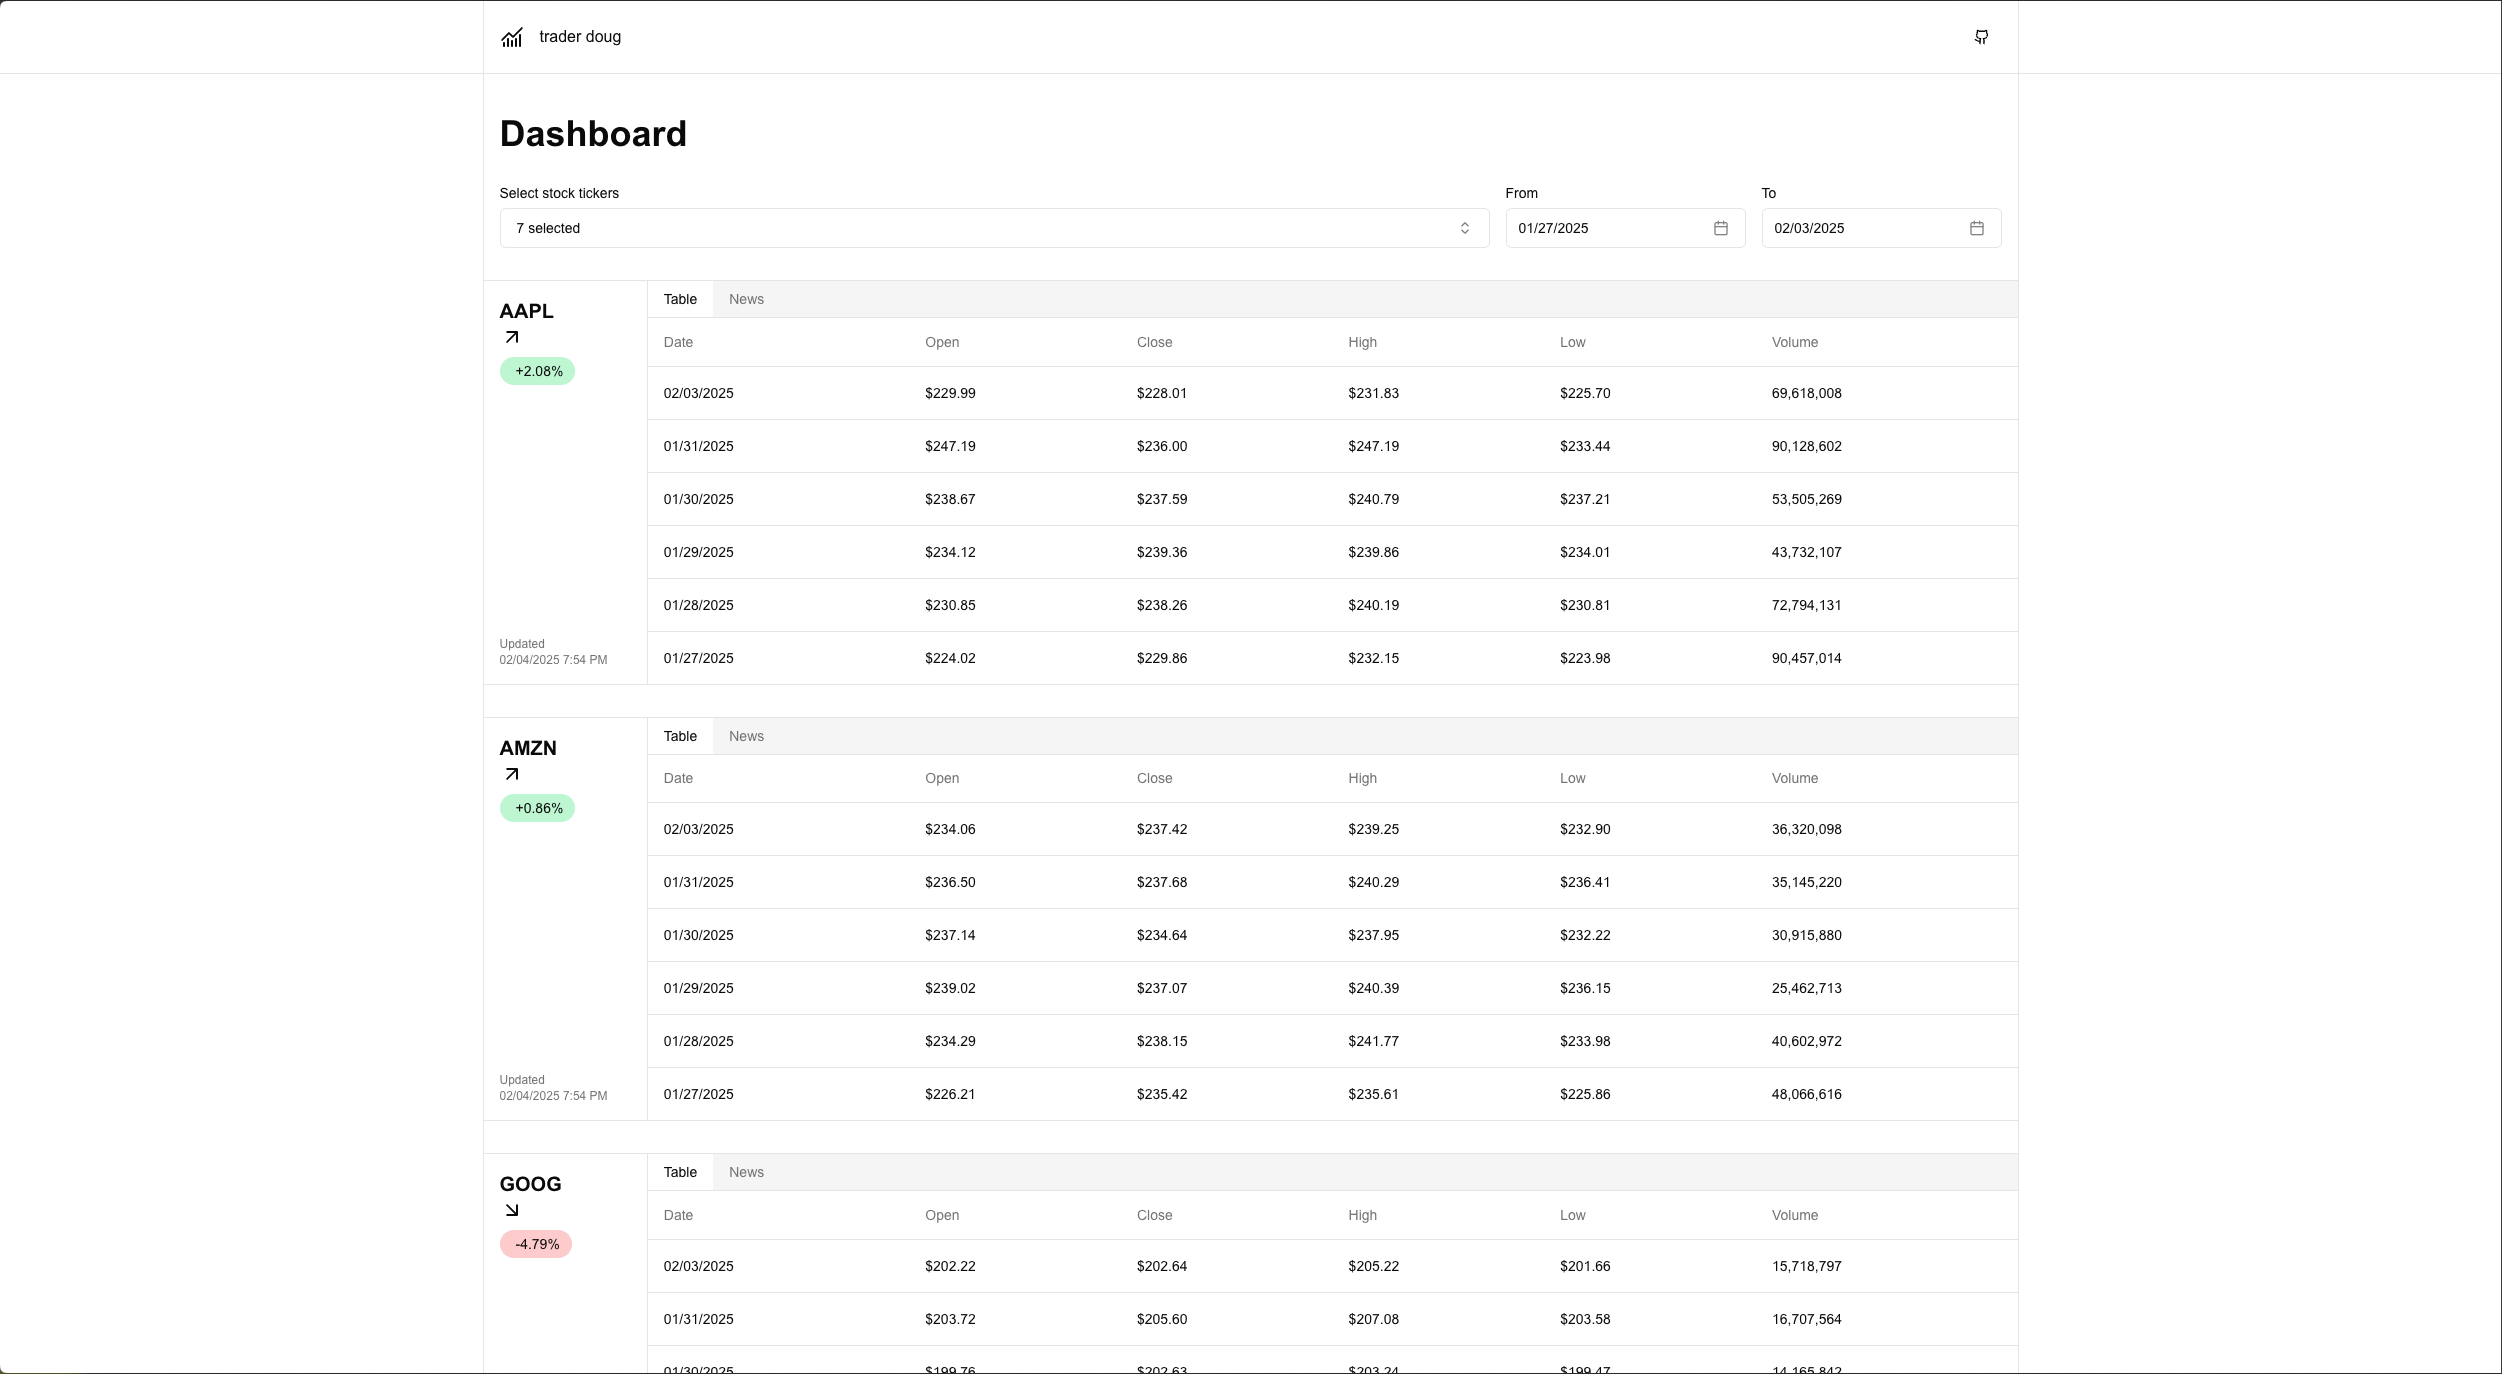 trader doug
Dashboard
Select stock tickers
From
To
7 selected
01/27/2025
02/03/2025
AAPL
+2.08%
Updated
02/04/2025 7:54 PM
Table News
Date Open Close High Low Volume
02/03/2025 $229.99 $228.01 $231.83 $225.70 69,618,008
01/31/2025 $247.19 $236.00 $247.19 $233.44 90,128,602
01/30/2025 $238.67 $237.59 $240.79 $237.21 53,505,269
01/29/2025 $234.12 $239.36 $239.86 $234.01 43,732,107
01/28/2025 $230.85 $238.26 $240.19 $230.81 72,794,131
01/27/2025 $224.02 $229.86 $232.15 $223.98 90,457,014
AMZN
+0.86%
Updated
02/04/2025 7:54 PM
Table News
Date Open Close High Low Volume
02/03/2025 $234.06 $237.42 $239.25 $232.90 36,320,098
01/31/2025 $236.50 $237.68 $240.29 $236.41 35,145,220
01/30/2025 $237.14 $234.64 $237.95 $232.22 30,915,880
01/29/2025 $239.02 $237.07 $240.39 $236.15 25,462,713
01/28/2025 $234.29 $238.15 $241.77 $233.98 40,602,972
01/27/2025 $226.21 $235.42 $235.61 $225.86 48,066,616
GOOG
-4.79%
Table News
Date Open Close High Low Volume
02/03/2025 $202.22 $202.64 $205.22 $201.66 15,718,797
01/31/2025 $203.72 $205.60 $207.08 $203.58 16,707,564
01/30/2025 $199.76 $202.63 $203.24 $199.47 14,165,842